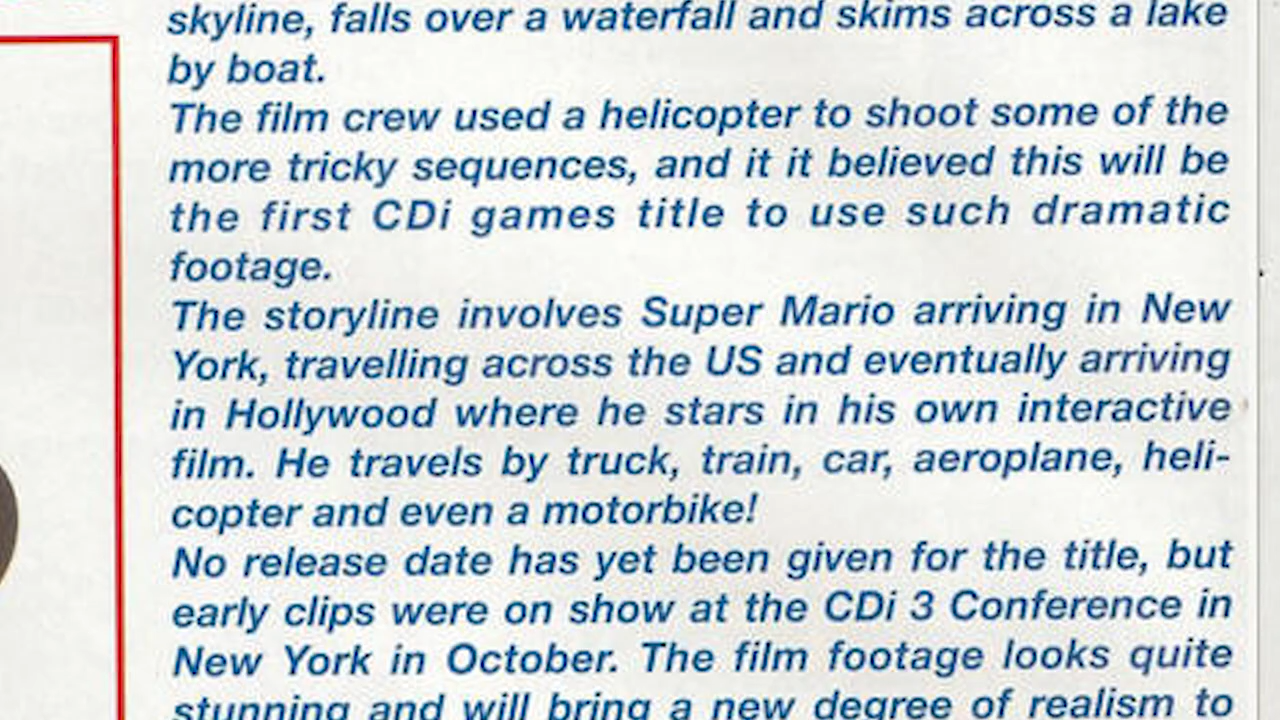 skyline, falls over a waterfall and skims across a lake
by boat.
The film crew used a helicopter to shoot some of the
more tricky sequences, and it it believed this will be
the first CDi games title to use such dramatic
footage.
The storyline involves Super Mario arriving in New
York, travelling across the US and eventually arriving
in Hollywood where he stars in his own interactive
film. He travels by truck, train, car, aeroplane, heli-
copter and even a motorbike!
No release date has yet been given for the title, but
early clips were on show at the CDi 3 Conference in
New York in October. The film footage looks quite
stunning and will bring a new degree of realism to